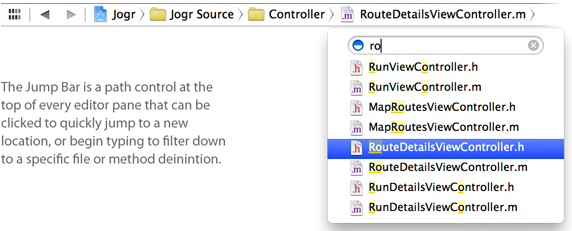 Jogr
Jogr Source
Controller
RouteDetailsViewController.m
ro
RunViewController.h
RunViewController.m
MapRoutesViewController.h
MapRoutesViewController.m
RouteDetailsViewController.h
RouteDetailsViewController.m
RunDetailsViewController.h
RunDetailsViewController.m
The Jump Bar is a path control at the
top of every editor pane that can be
clicked to quickly jump to a new
location, or begin typing to filter down
to a specific file or method deinintion.